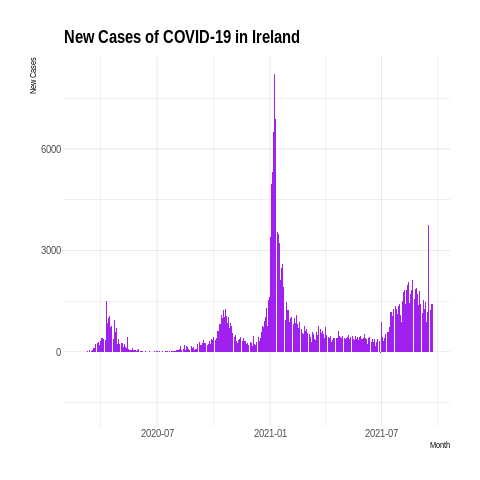 New Cases of COVID-19 in Ireland
New Cases
6000
3000
0
2020-07
2021-01
2021-07
Month